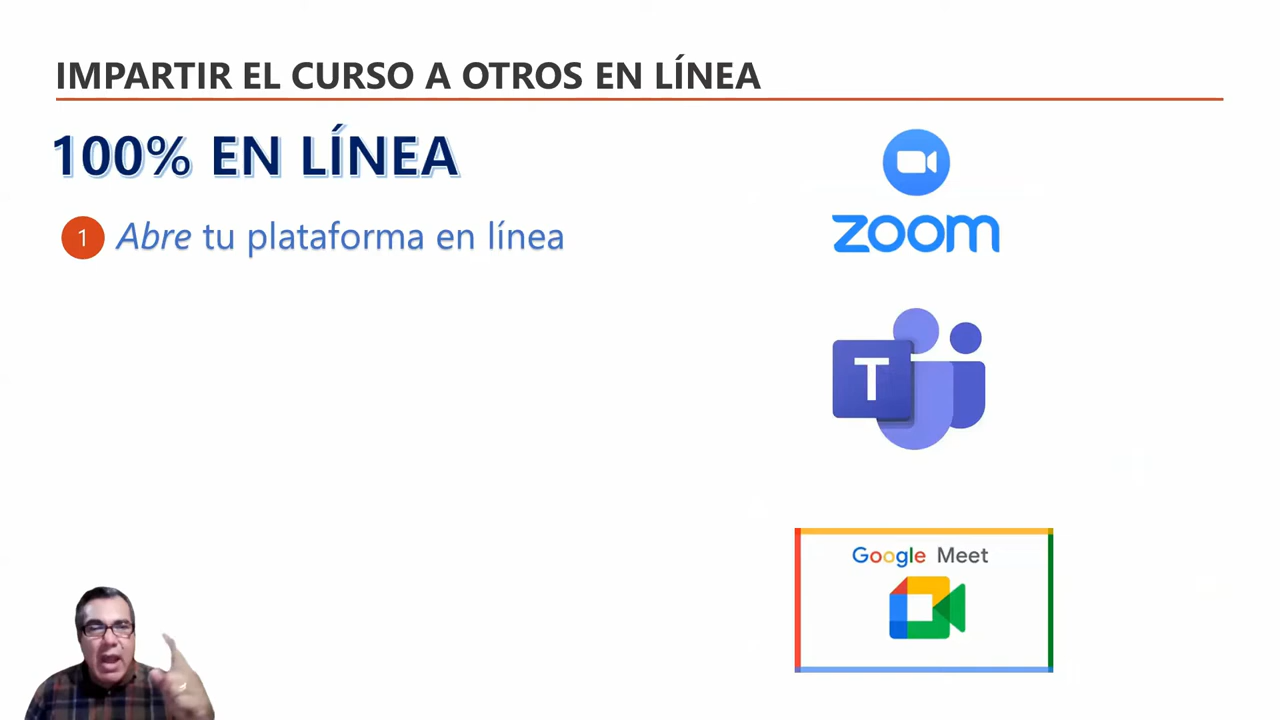 IMPARTIR EL CURSO A OTROS EN LÍNEA
100% EN LÍNEA
1 Abre tu plataforma en línea
zoom
T
Google Meet